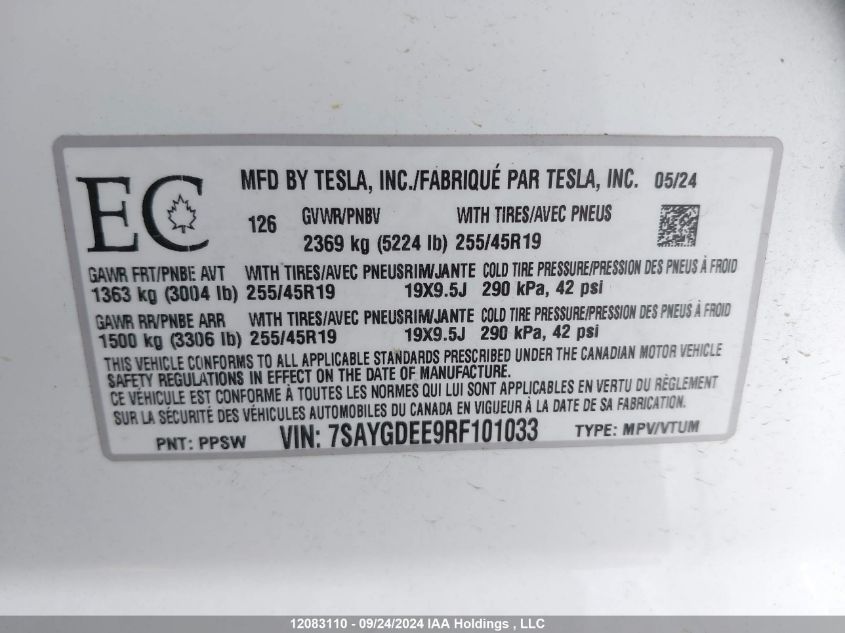 EC
MFD BY TESLA, INC./FABRIQUÉ PAR TESLA, INC. 05/24
126 GVWR/PNBV WITH TIRES/AVEC PNEUS
2369 kg (5224 lb) 255/45R19
GAWR FRT/PNBE AVT WITH TIRES/AVEC PNEUS RIM/JANTE COLD TIRE PRESSURE/PRESSION DES PNEUS À FROID
1363 kg (3004 lb) 255/45R19 19X9.5J 290 kPa, 42 psi
GAWR RR/PNBE ARR WITH TIRES/AVEC PNEUS RIM/JANTE COLD TIRE PRESSURE/PRESSION DES PNEUS À FROID
1500 kg (3306 lb) 255/45R19 19X9.5J 290 kPa, 42 psi
THIS VEHICLE CONFORMS TO ALL APPLICABLE STANDARDS PRESCRIBED UNDER THE CANADIAN MOTOR VEHICLE
SAFETY REGULATIONS IN EFFECT ON THE DATE OF MANUFACTURE.
CE VÉHICULE EST CONFORME À TOUTES LES NORMES QUI LUI SONT APPLICABLES EN VERTU DU RÈGLEMENT
SUR LA SÉCURITÉ DES VÉHICULES AUTOMOBILES DU CANADA EN VIGUEUR À LA DATE DE SA FABRICATION.
PNT: PPSW VIN: 7SAYGDEE9RF101033 TYPE: MPV/VTUM
12083110 - 09/24/2024 IAA Holdings , LLC